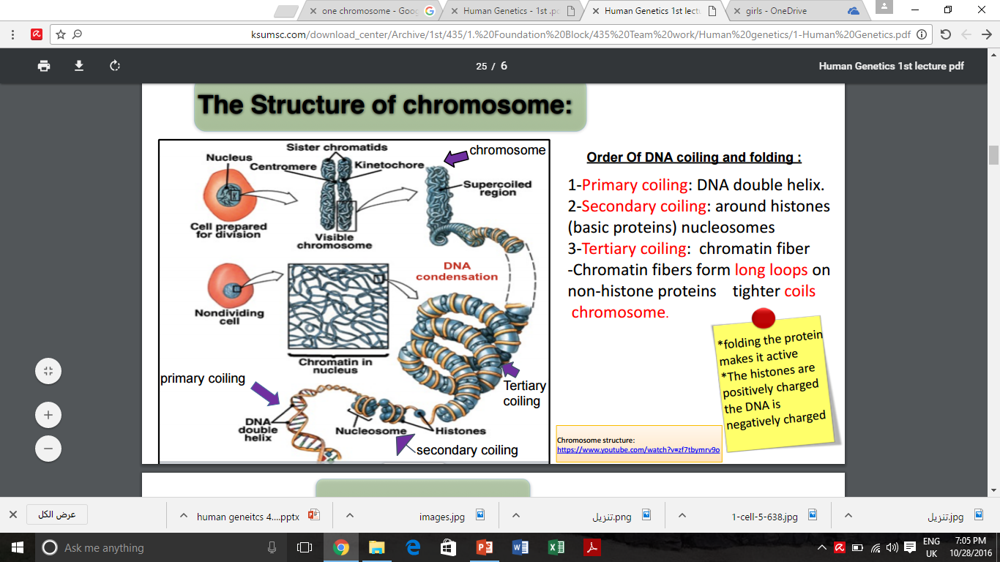 one chromosome - Goog
Human Genetics - 1st .pd
Human Genetics 1st lectu
girls - OneDrive
ksumsc.com/download_center/Archive/1st/435/1.%20Foundation%20Block/435%20Team%20work/Human%20genetics/1-Human%20Genetics.pdf
25 / 6
Human Genetics 1st lecture pdf
The Structure of chromosome:
Sister chromatids
chromosome
Nucleus
Centromere
Kinetochore
Supercoiled
region
Cell prepared
for division
Visible
chromosome
DNA
condensation
Nondividing
cell
Chromatin in
nucleus
primary coiling
Tertiary
coiling
DNA
double
helix
Nucleosome
Histones
secondary coiling
Order Of DNA coiling and folding :
1-Primary coiling: DNA double helix.
2-Secondary coiling: around histones
(basic proteins) nucleosomes
3-Tertiary coiling: chromatin fiber
-Chromatin fibers form long loops on
non-histone proteins tighter coils
chromosome.
*folding the protein
makes it active
*The histones are
positively charged
the DNA is
negatively charged
Chromosome structure:
https://www.youtube.com/watch?v=zf7tbymrv9o
عرض الكل
human geneitcs 4....pptx
images.jpg
تنزيل.png
1-cell-5-638.jpg
تنزيل.jpg
Ask me anything
ENG
UK
7:05 PM
10/28/2016